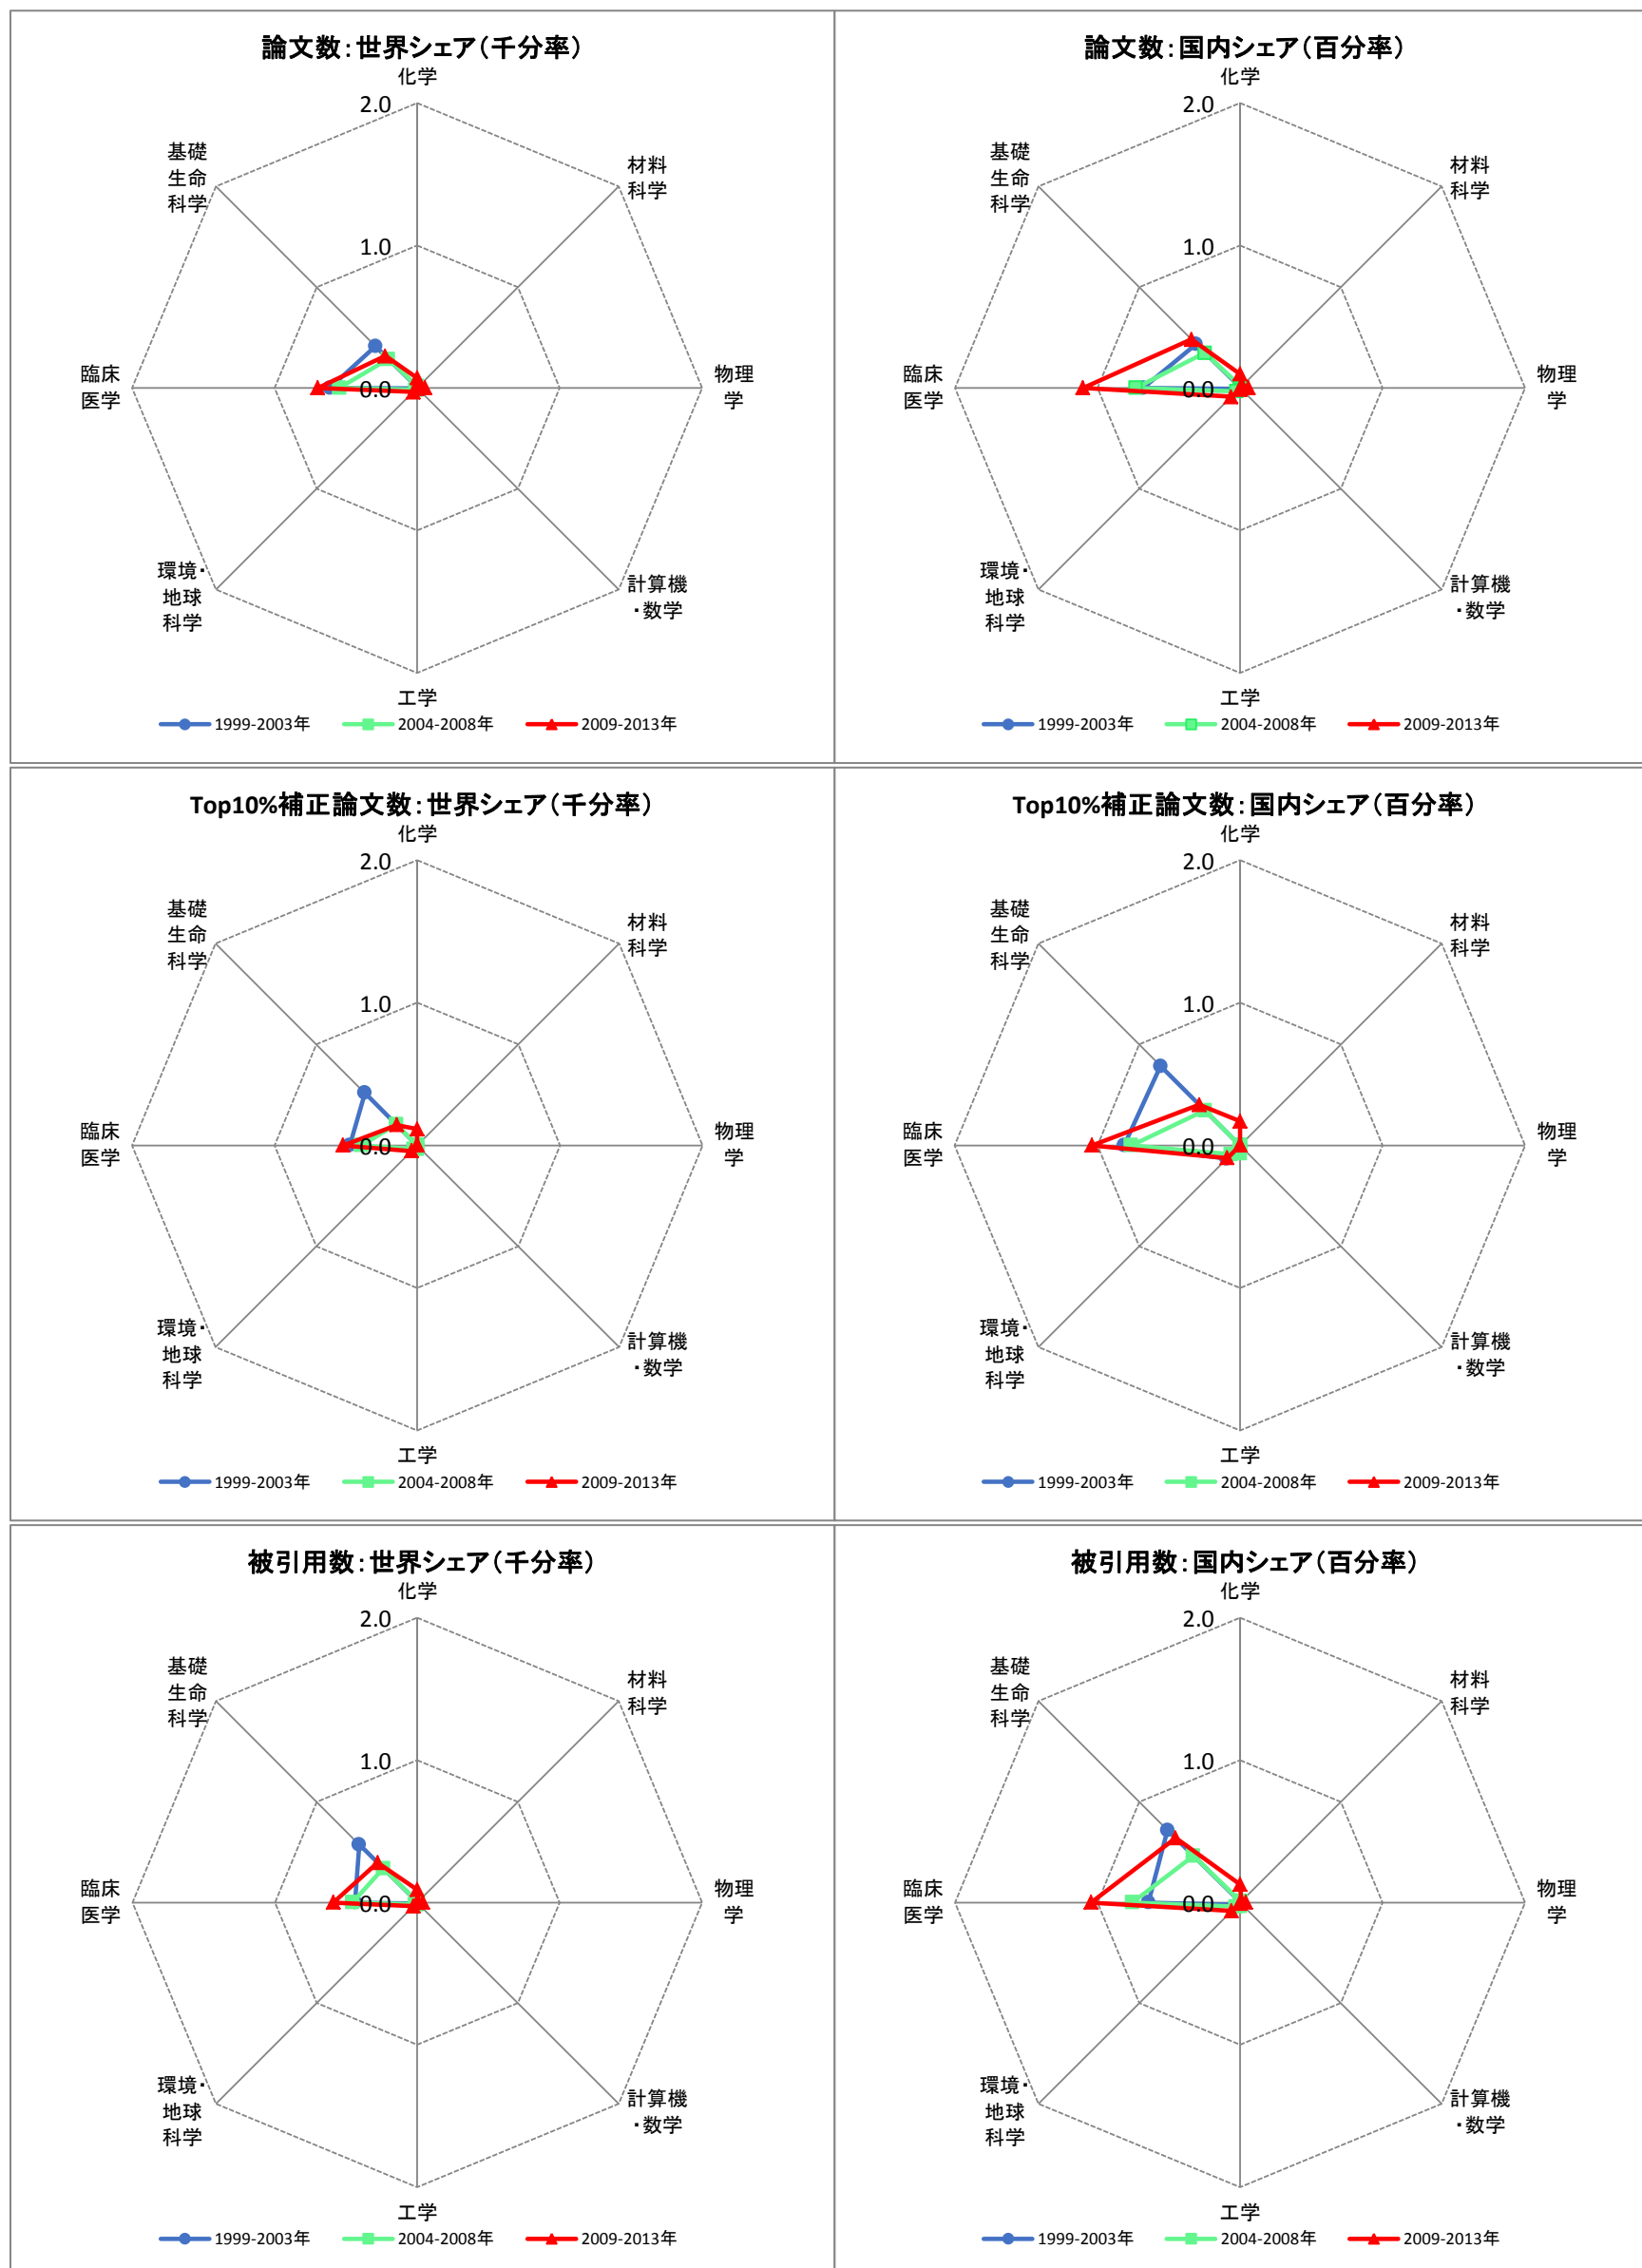 論文数：世界シェア（千分率）
化学
2.0
基礎
生命
科学
材料
科学
1.0
臨床
医学
0.0
物理
学
環境・
地球
科学
計算機
・数学
工学
1999-2003年
2004-2008年
2009-2013年
論文数：国内シェア（百分率）
化学
2.0
基礎
生命
科学
材料
科学
1.0
臨床
医学
0.0
物理
学
環境・
地球
科学
計算機
・数学
工学
1999-2003年
2004-2008年
2009-2013年
Top10%補正論文数：世界シェア（千分率）
化学
2.0
基礎
生命
科学
材料
科学
1.0
臨床
医学
0.0
物理
学
環境・
地球
科学
計算機
・数学
工学
1999-2003年
2004-2008年
2009-2013年
Top10%補正論文数：国内シェア（百分率）
化学
2.0
基礎
生命
科学
材料
科学
1.0
臨床
医学
0.0
物理
学
環境・
地球
科学
計算機
・数学
工学
1999-2003年
2004-2008年
2009-2013年
被引用数：世界シェア（千分率）
化学
2.0
基礎
生命
科学
材料
科学
1.0
臨床
医学
0.0
物理
学
環境・
地球
科学
計算機
・数学
工学
1999-2003年
2004-2008年
2009-2013年
被引用数：国内シェア（百分率）
化学
2.0
基礎
生命
科学
材料
科学
1.0
臨床
医学
0.0
物理
学
環境・
地球
科学
計算機
・数学
工学
1999-2003年
2004-2008年
2009-2013年